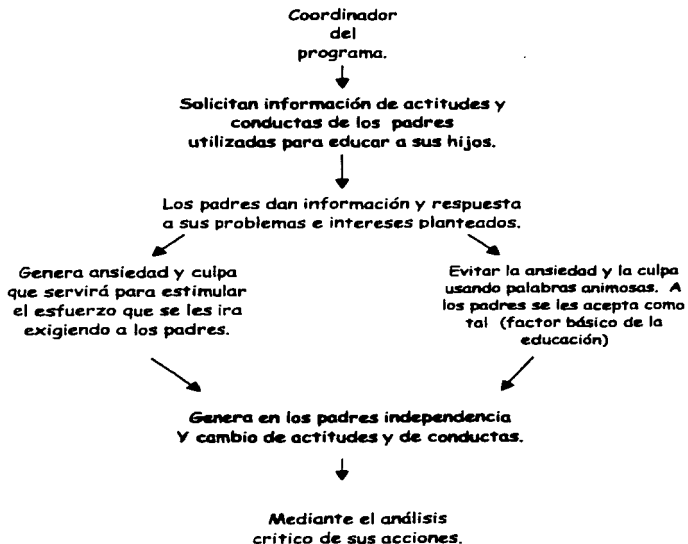 Coordinador
del
programa.
Solicitan información de actitudes y
conductas de los padres
utilizadas para educar a sus hijos.
Los padres dan información y respuesta
a sus problemas e intereses planteados.
Genera ansiedad y culpa
que servirá para estimular
el esfuerzo que se les ira
exigiendo a los padres.
Evitar la ansiedad y la culpa
usando palabras animosas. A
los padres se les acepta como
tal (factor básico de la
educación)
Genera en los padres independencia
Y cambio de actitudes y de conductas.
Mediante el análisis
crítico de sus acciones.